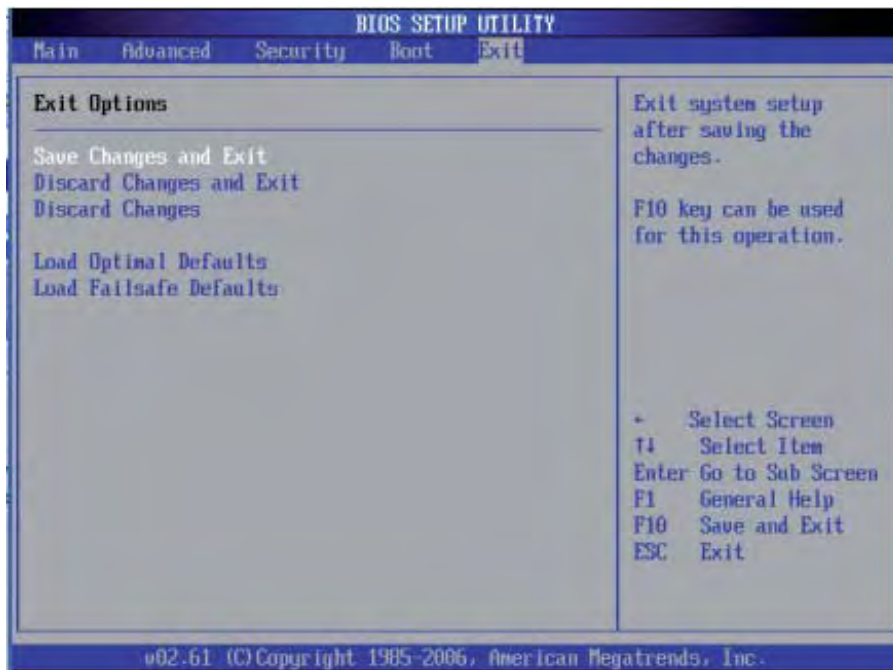 BIOS SETUP UTILITY
Main Advanced Security Boot Exit
Exit Options
Save Changes and Exit
Discard Changes and Exit
Discard Changes
Load Optimal Defaults
Load Failsafe Defaults
Exit system setup
after saving the
changes.
F10 key can be used
for this operation.
← Select Screen
↑↓ Select Item
Enter Go to Sub Screen
F1 General Help
F10 Save and Exit
ESC Exit
v02.61 (C)Copyright 1985-2006, American Megatrends, Inc.